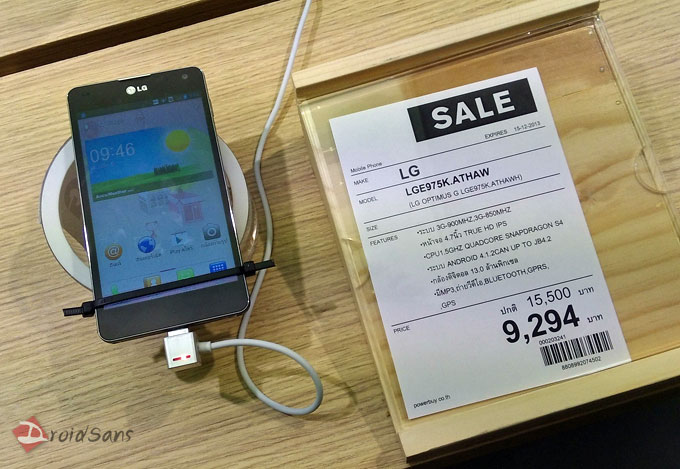 LG
09:46
SALE
EXPIRES 15-12-2013
Mobile Phone
MAKE LG
MODEL LGE975K.ATHAW
(LG OPTIMUS G LGE975K,ATHAWH)
SIZE
FEATURES •ระบบ 3G-900MHZ,3G-850MHZ
•หน้าจอ 4.7นิ้ว TRUE HD IPS
•CPU1.5GHZ QUADCORE SNAPDRAGON S4
•ระบบ ANDROID 4.1.2CAN UP TO JB4.2
•กล้องดิจิตอล 13.0 ล้านพิกเซล
•มีMP3,ถ่ายวีดีโอ,BLUETOOTH,GPRS,
,GPS
ปกติ 15,500 บาท
PRICE 9,294 บาท
000203241
8808992074502
powerbuy.co.th
DroidSans